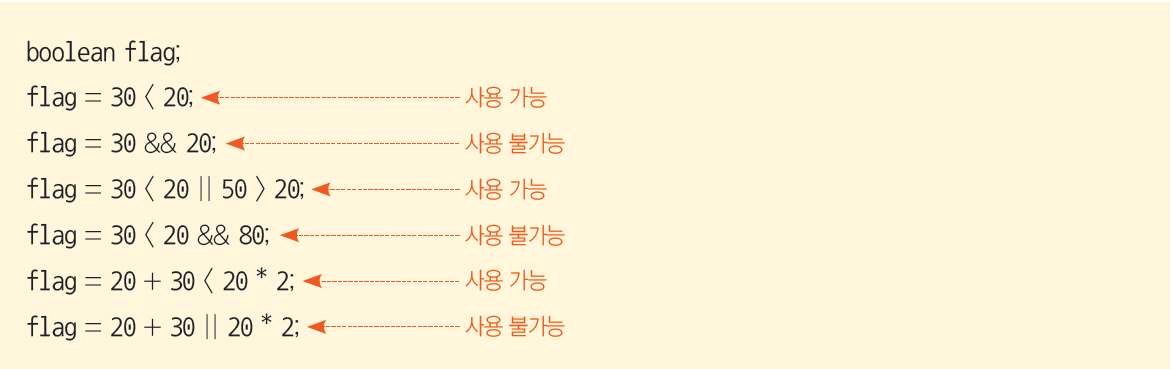 boolean flag;
flag = 30 < 20; 사용 가능
flag = 30 && 20; 사용 불가능
flag = 30 < 20 || 50 > 20; 사용 가능
flag = 30 < 20 && 80; 사용 불가능
flag = 20 + 30 < 20 * 2; 사용 가능
flag = 20 + 30 || 20 * 2; 사용 불가능